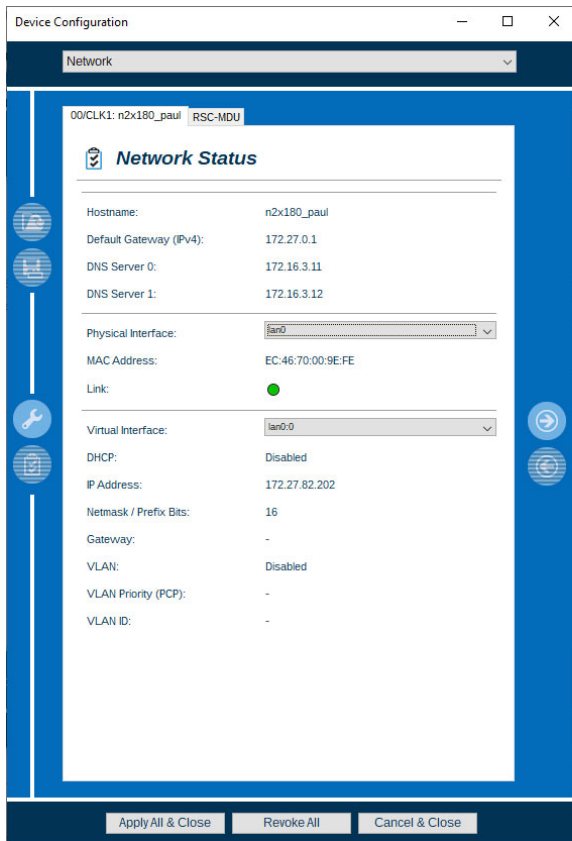 Device Configuration
Network
00/CLK1: n2x180_paul RSC-MDU
Network Status
Hostname: n2x180_paul
Default Gateway (IPv4): 172.27.0.1
DNS Server 0: 172.16.3.11
DNS Server 1: 172.16.3.12
Physical Interface: lan0
MAC Address: EC:46:70:00:9E:FE
Link:
Virtual Interface: lan0:0
DHCP: Disabled
IP Address: 172.27.82.202
Netmask / Prefix Bits: 16
Gateway: -
VLAN: Disabled
VLAN Priority (PCP): -
VLAN ID: -
Apply All & Close Revoke All Cancel & Close